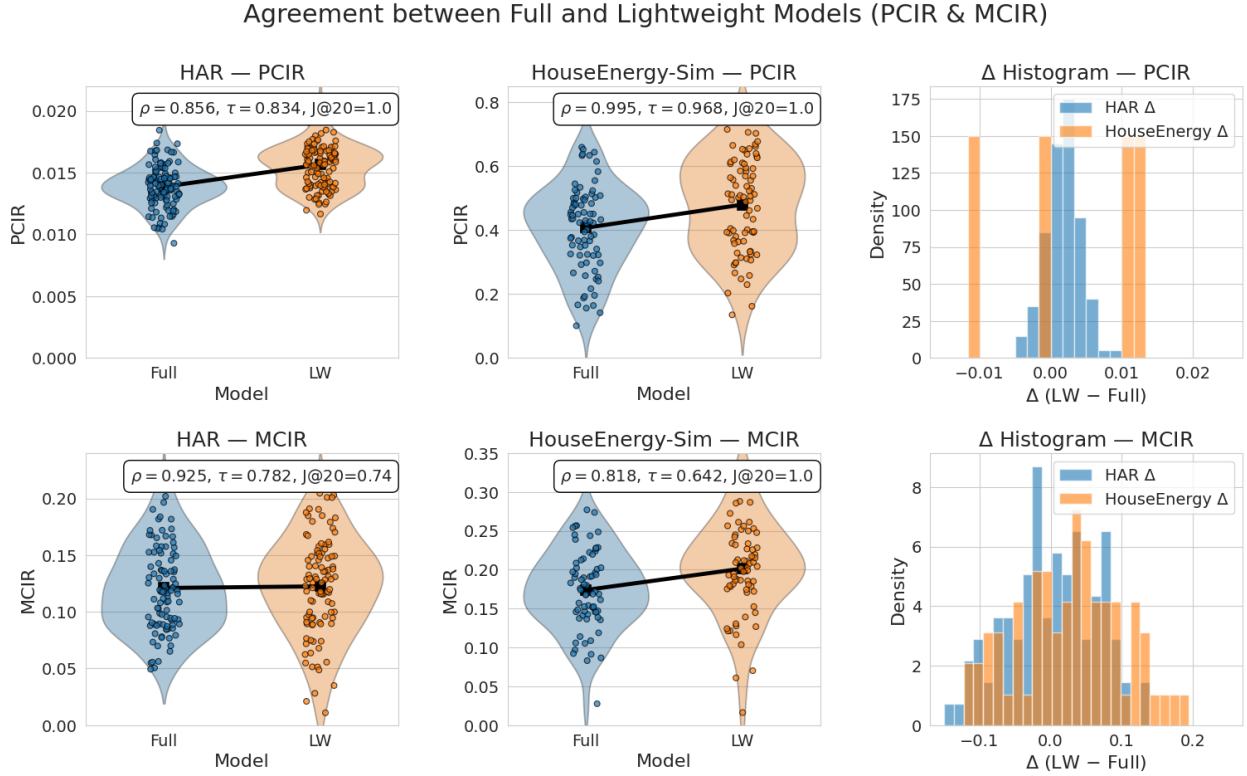 Agreement between Full and Lightweight Models (PCIR & MCIR)
HAR — PCIR
ρ = 0.856, τ = 0.834, J@20=1.0
PCIR
0.020
0.015
0.010
0.005
0.000
Full
LW
Model
HouseEnergy-Sim — PCIR
ρ = 0.995, τ = 0.968, J@20=1.0
PCIR
0.8
0.6
0.4
0.2
0.0
Full
LW
Model
Δ Histogram — PCIR
HAR Δ
HouseEnergy Δ
Density
175
150
125
100
75
50
25
0
−0.01
0.00
0.01
0.02
Δ (LW − Full)
HAR — MCIR
ρ = 0.925, τ = 0.782, J@20=0.74
MCIR
0.20
0.15
0.10
0.05
0.00
Full
LW
Model
HouseEnergy-Sim — MCIR
ρ = 0.818, τ = 0.642, J@20=1.0
MCIR
0.35
0.30
0.25
0.20
0.15
0.10
0.05
0.00
Full
LW
Model
Δ Histogram — MCIR
HAR Δ
HouseEnergy Δ
Density
8
6
4
2
0
−0.1
0.0
0.1
0.2
Δ (LW − Full)